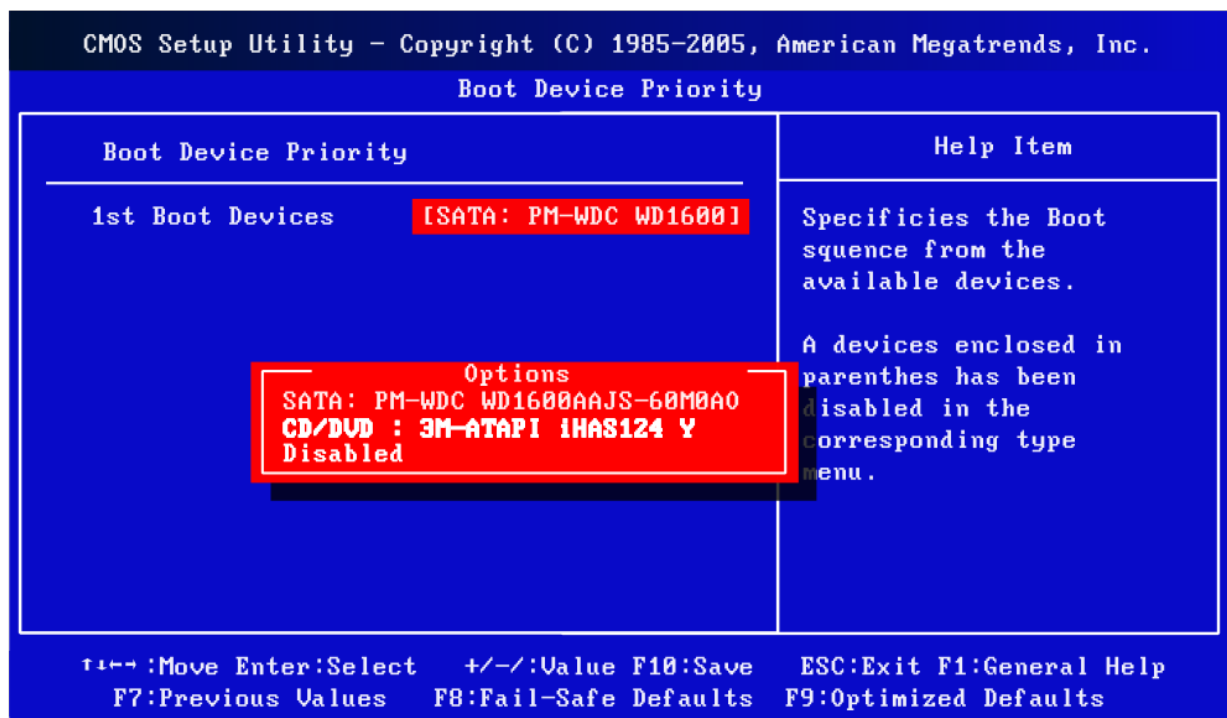 CMOS Setup Utility - Copyright (C) 1985-2005, American Megatrends, Inc.
Boot Device Priority
Boot Device Priority
1st Boot Devices [SATA: PM-WDC WD1600]
Options
SATA: PM-WDC WD1600AAJS-60M0A0
CD/DVD : 3M-ATAPI iHAS124 Y
Disabled
Help Item
Specificies the Boot
squence from the
available devices.
A devices enclosed in
parenthes has been
disabled in the
corresponding type
menu.
↑↓←→:Move Enter:Select +/-/:Value F10:Save ESC:Exit F1:General Help
F7:Previous Values F8:Fail-Safe Defaults F9:Optimized Defaults